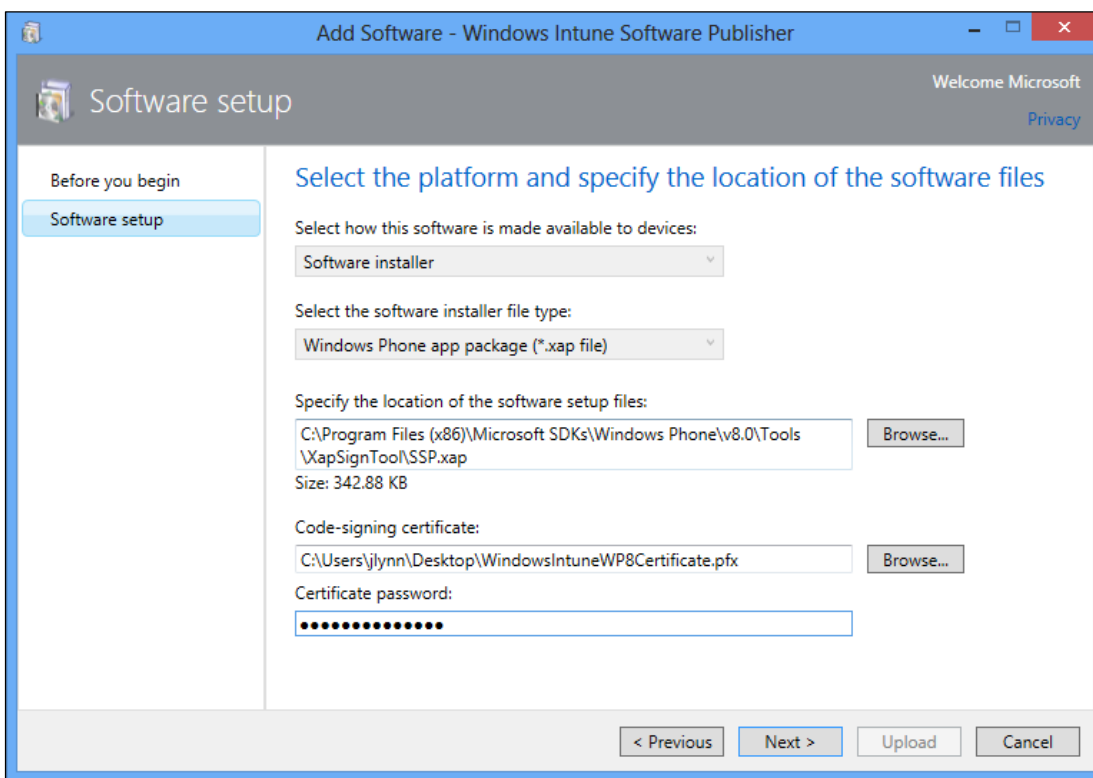 Add Software - Windows Intune Software Publisher
Software setup
Welcome Microsoft
Privacy
Before you begin
Software setup
Select the platform and specify the location of the software files
Select how this software is made available to devices:
Software installer
Select the software installer file type:
Windows Phone app package (*.xap file)
Specify the location of the software setup files:
C:\Program Files (x86)\Microsoft SDKs\Windows Phone\v8.0\Tools
\XapSignTool\SSP.xap
Browse...
Size: 342.88 KB
Code-signing certificate:
C:\Users\jlynn\Desktop\WindowsIntuneWP8Certificate.pfx
Browse...
Certificate password:
●●●●●●●●●●●●●●
< Previous
Next >
Upload
Cancel